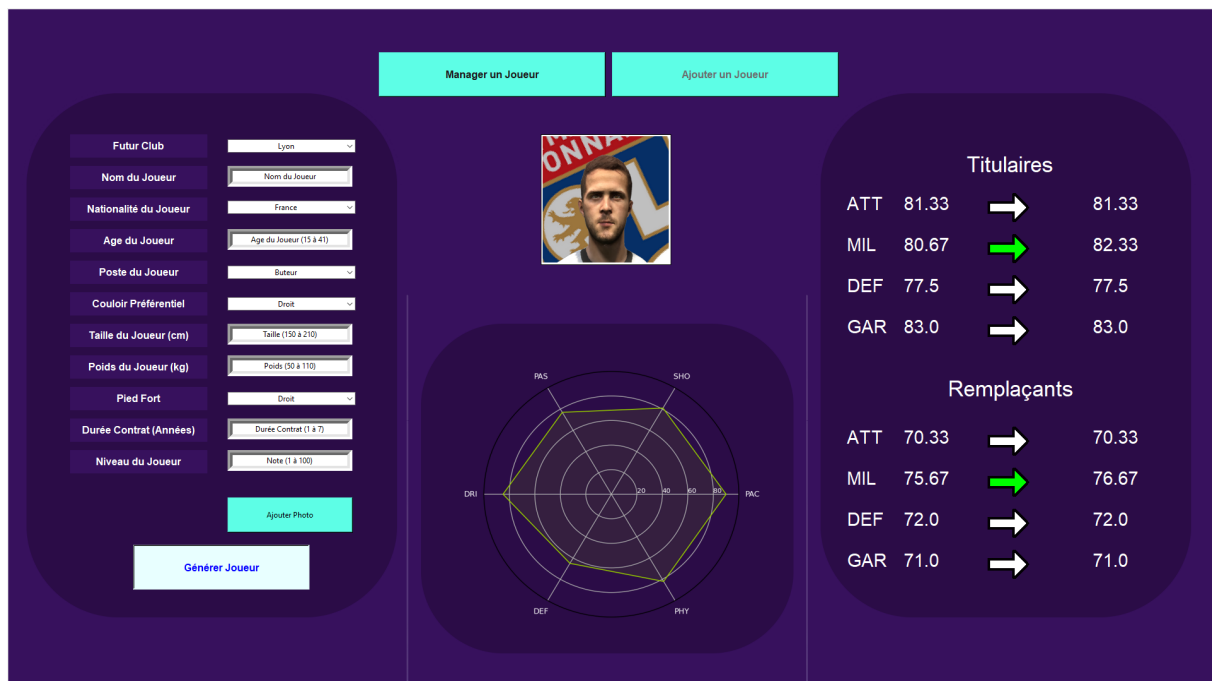 Manager un Joueur
Ajouter un Joueur
Futur Club Lyon
Nom du Joueur Nom du Joueur
Nationalité du Joueur France
Age du Joueur Age du Joueur (15 à 41)
Poste du Joueur Buteur
Couloir Préférentiel Droit
Taille du Joueur (cm) Taille (150 à 210)
Poids du Joueur (kg) Poids (50 à 110)
Pied Fort Droit
Durée Contrat (Années) Durée Contrat (1 à 7)
Niveau du Joueur Note (1 à 100)
Ajouter Photo
Générer Joueur
PAS SHO
DRI 20 40 60 80 PAC
DEF PHY
Titulaires
ATT 81.33 81.33
MIL 80.67 82.33
DEF 77.5 77.5
GAR 83.0 83.0
Remplaçants
ATT 70.33 70.33
MIL 75.67 76.67
DEF 72.0 72.0
GAR 71.0 71.0